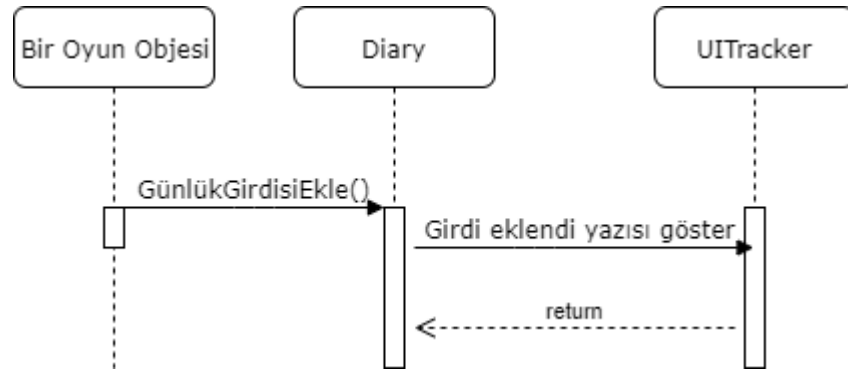 Bir Oyun Objesi
Diary
UITracker
GünlükGirdisiEkle()
Girdi eklendi yazısı göster
return